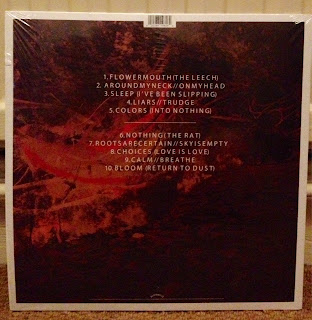 1. FLOWERMOUTH (THE LEECH)
2. AROUNDMYNECK // ONMYHEAD
3. SLEEP (I'VE BEEN SLIPPING)
4. LIARS // TRUDGE
5. COLORS (INTO NOTHING)
6. NOTHING (THE RAT)
7. ROOTSARECERTAIN // SKYISEMPTY
8. CHOICES (LOVE IS LOVE)
9. CALM // BREATHE
10. BLOOM (RETURN TO DUST)